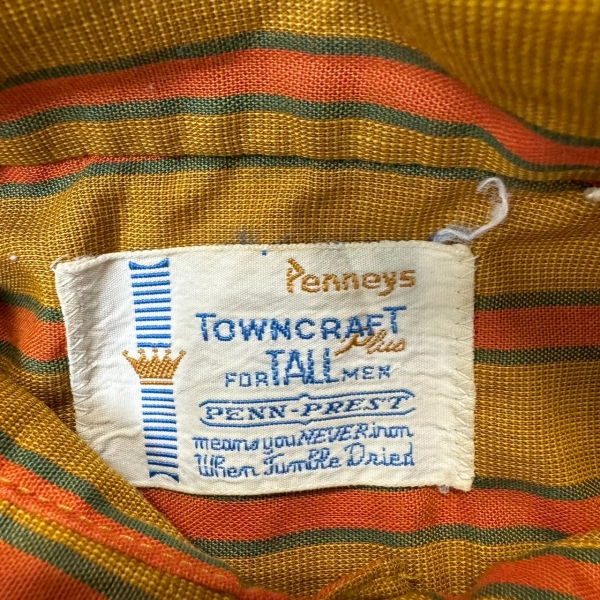 Penneys
TOWNCRAFT
Plus
FOR TALL MEN
PENN-PREST
means you NEVER iron
When Tumble Dried